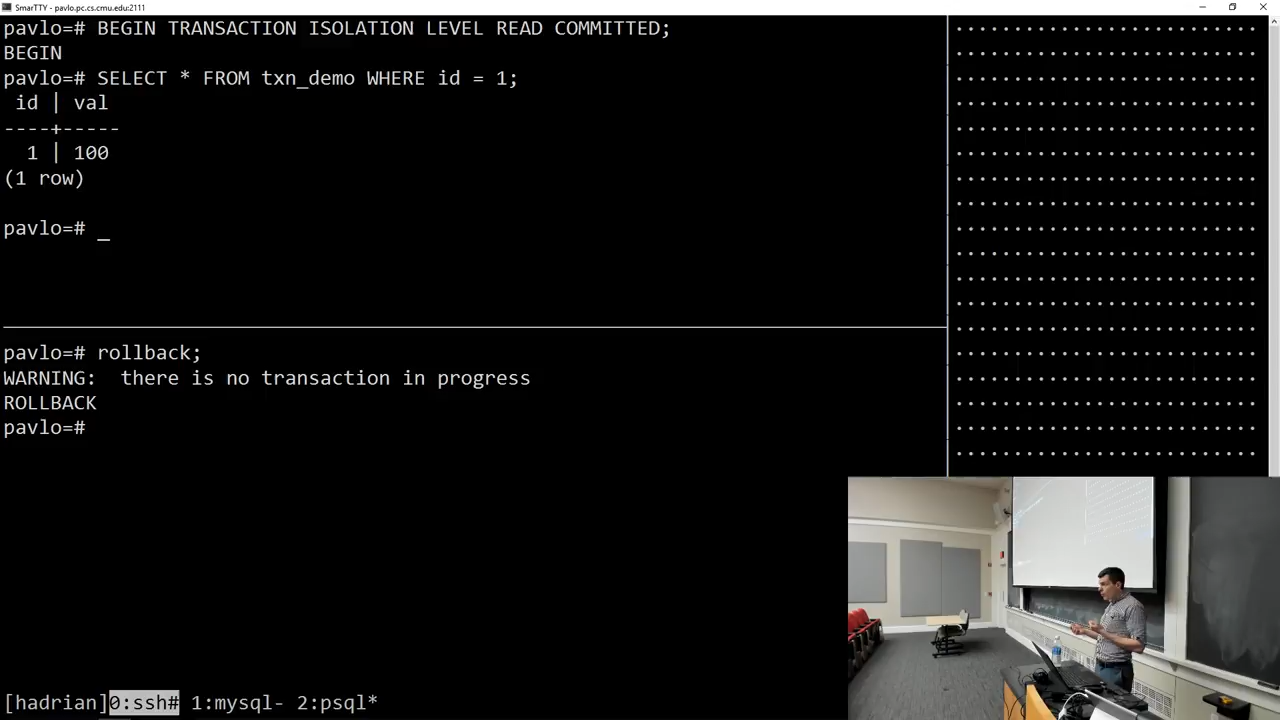 SmarTTY - pavlo.pc.cs.cmu.edu:2111
pavlo=# BEGIN TRANSACTION ISOLATION LEVEL READ COMMITTED;
BEGIN
pavlo=# SELECT * FROM txn_demo WHERE id = 1;
id | val
----+-----
1 | 100
(1 row)
pavlo=# _
pavlo=# rollback;
WARNING:  there is no transaction in progress
ROLLBACK
pavlo=#
[hadrian]0:ssh# 1:mysql- 2:psql*